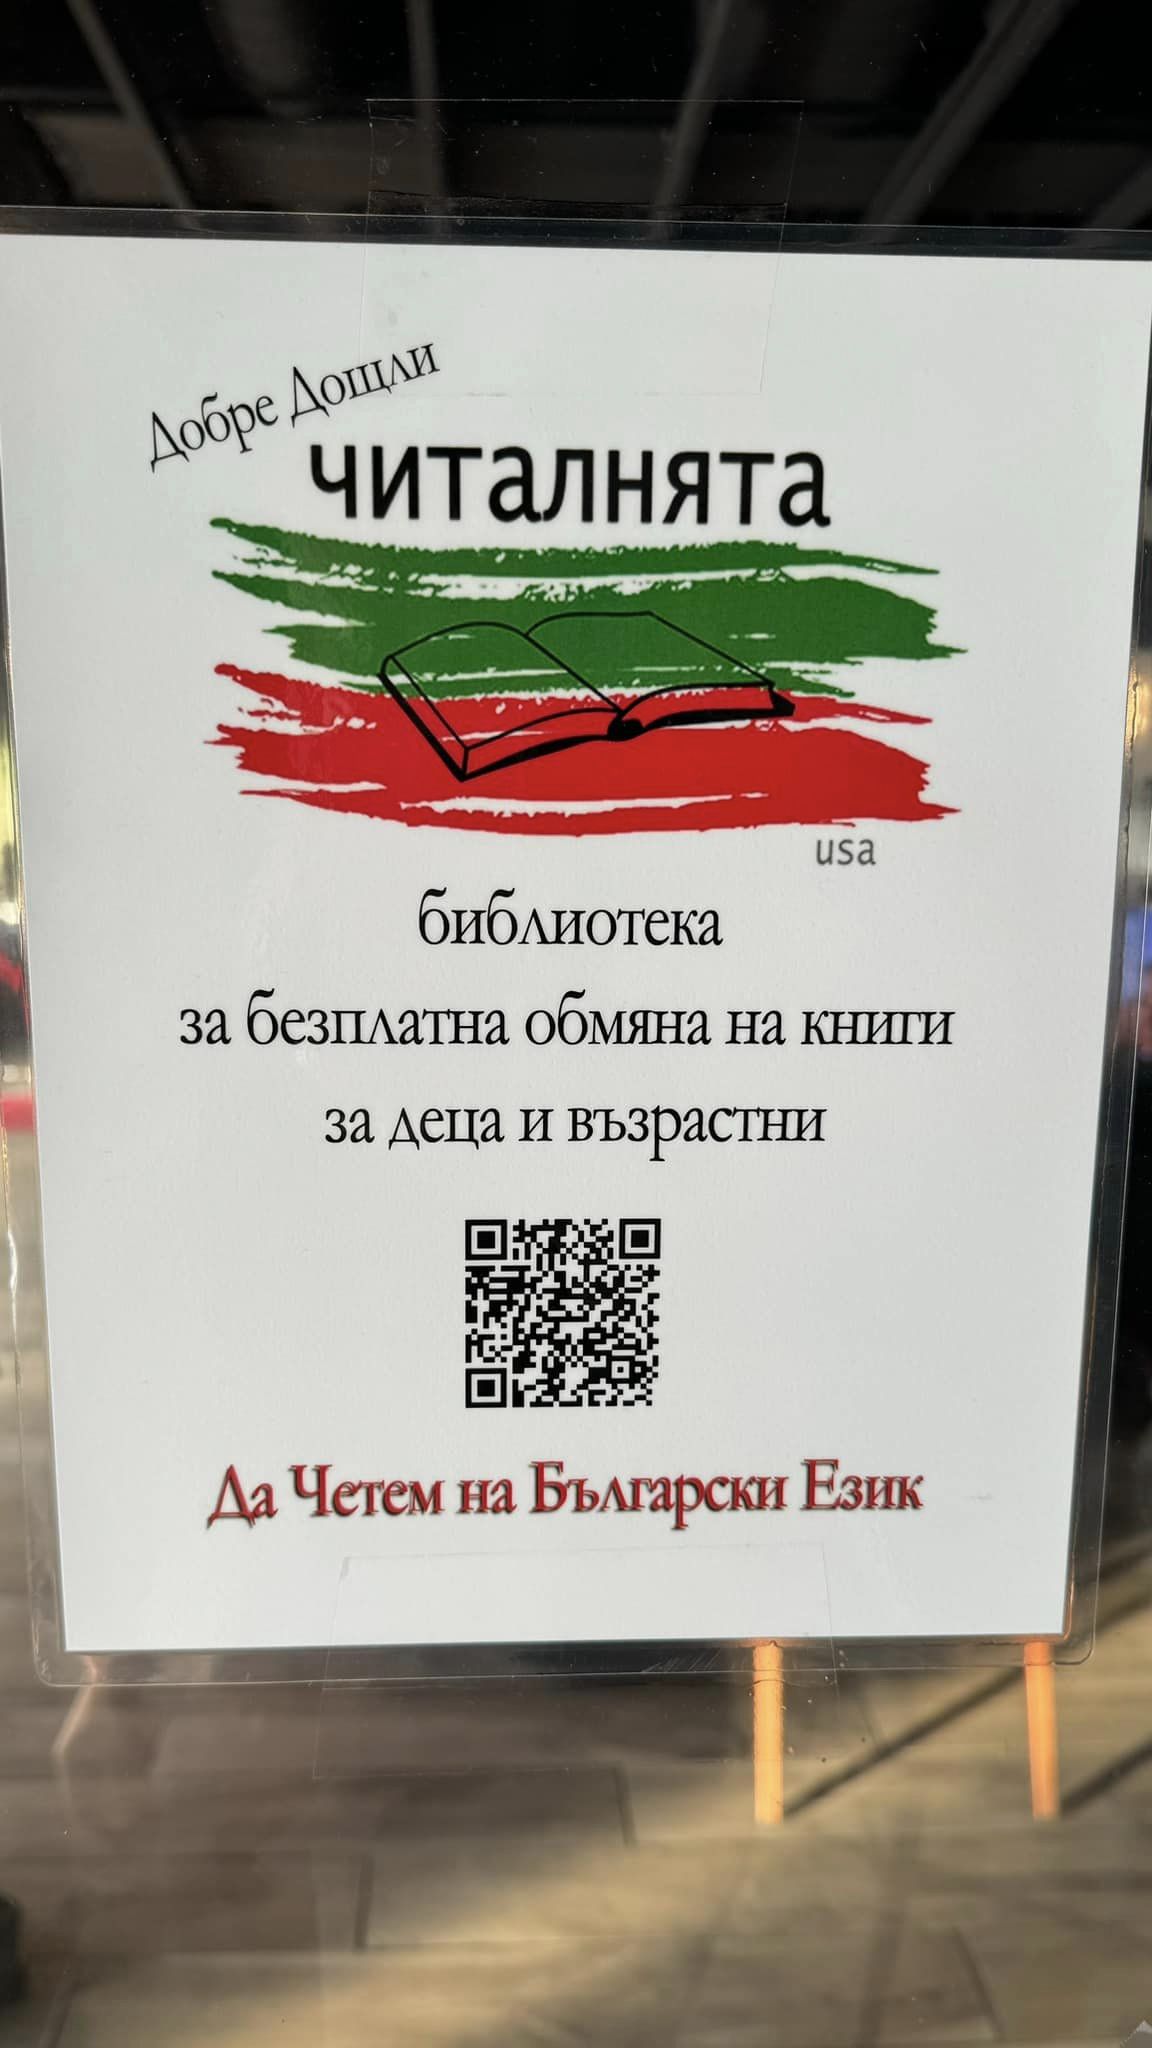 Добре Дошли
читалнята
usa
библиотека
за безплатна обмяна на книги
за деца и възрастни
Да Четем на Български Език